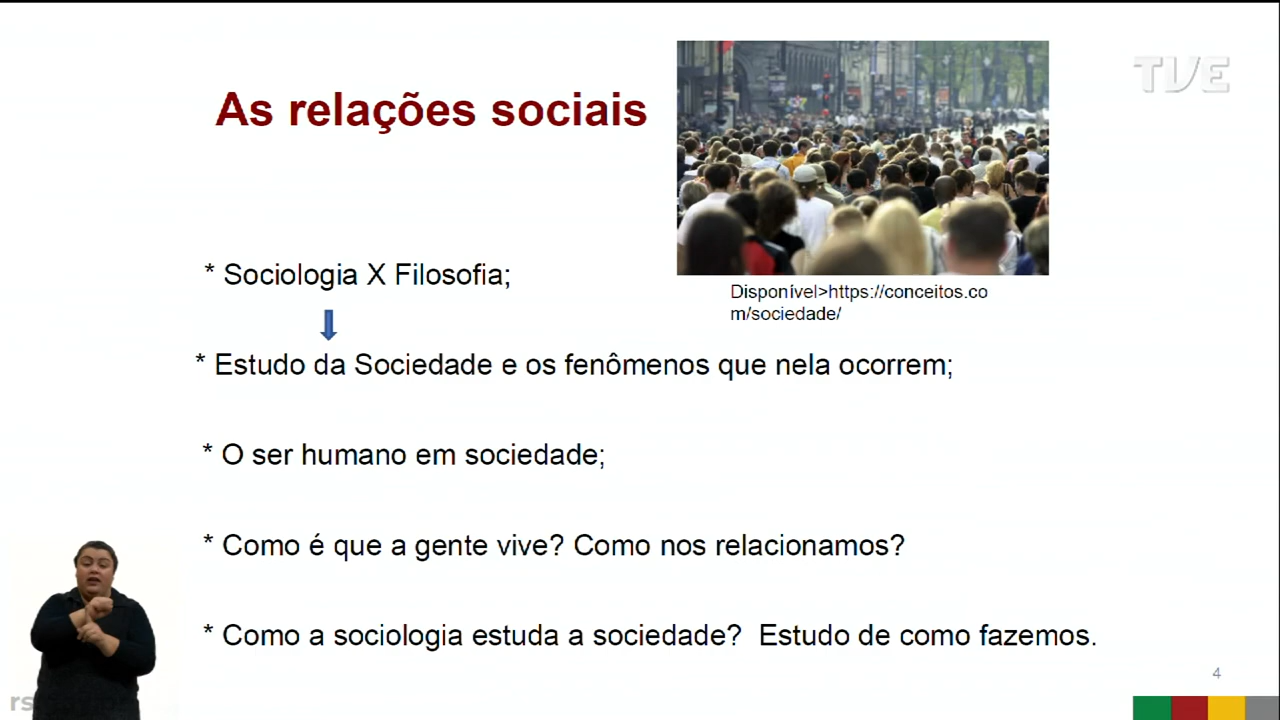 TVE
As relações sociais
* Sociologia X Filosofia;
Disponível>https://conceitos.co
m/sociedade/
* Estudo da Sociedade e os fenômenos que nela ocorrem;
* O ser humano em sociedade;
* Como é que a gente vive? Como nos relacionamos?
* Como a sociologia estuda a sociedade?  Estudo de como fazemos.
4